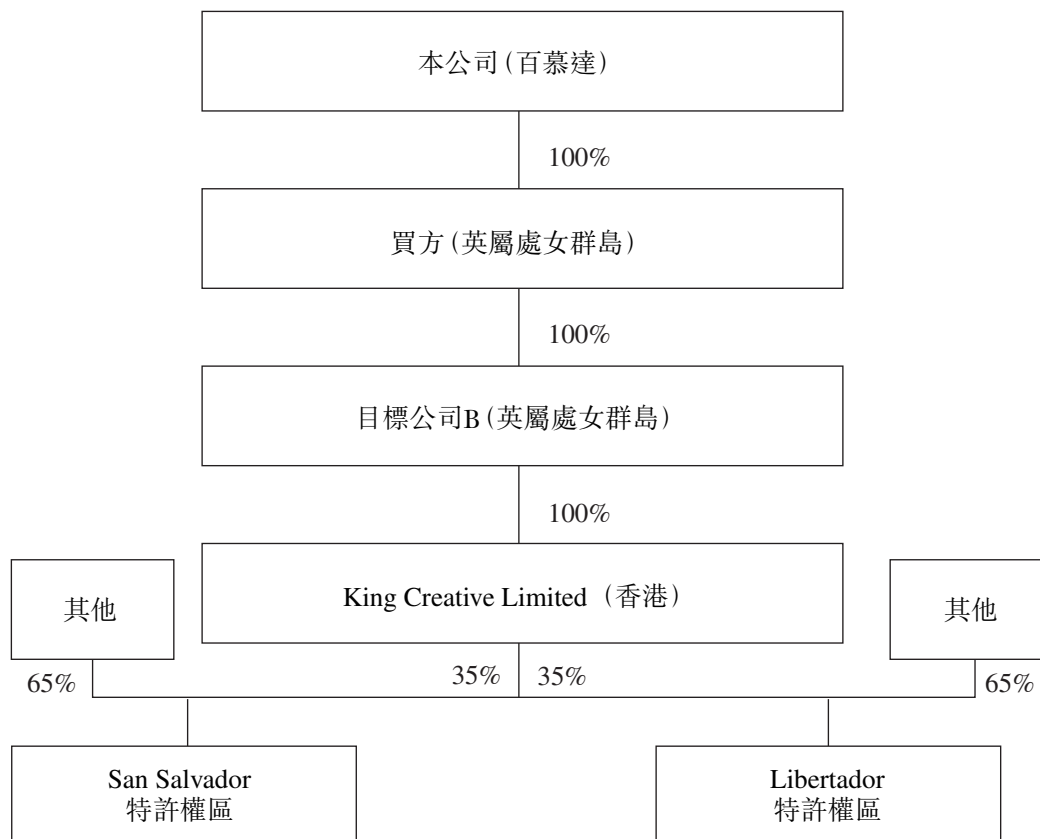 本公司(百慕達)
100%
買方(英屬處女群島)
100%
目標公司B(英屬處女群島)
100%
King Creative Limited (香港)
其他
其他
65%
35%
35%
65%
San Salvador
特許權區
Libertador
特許權區